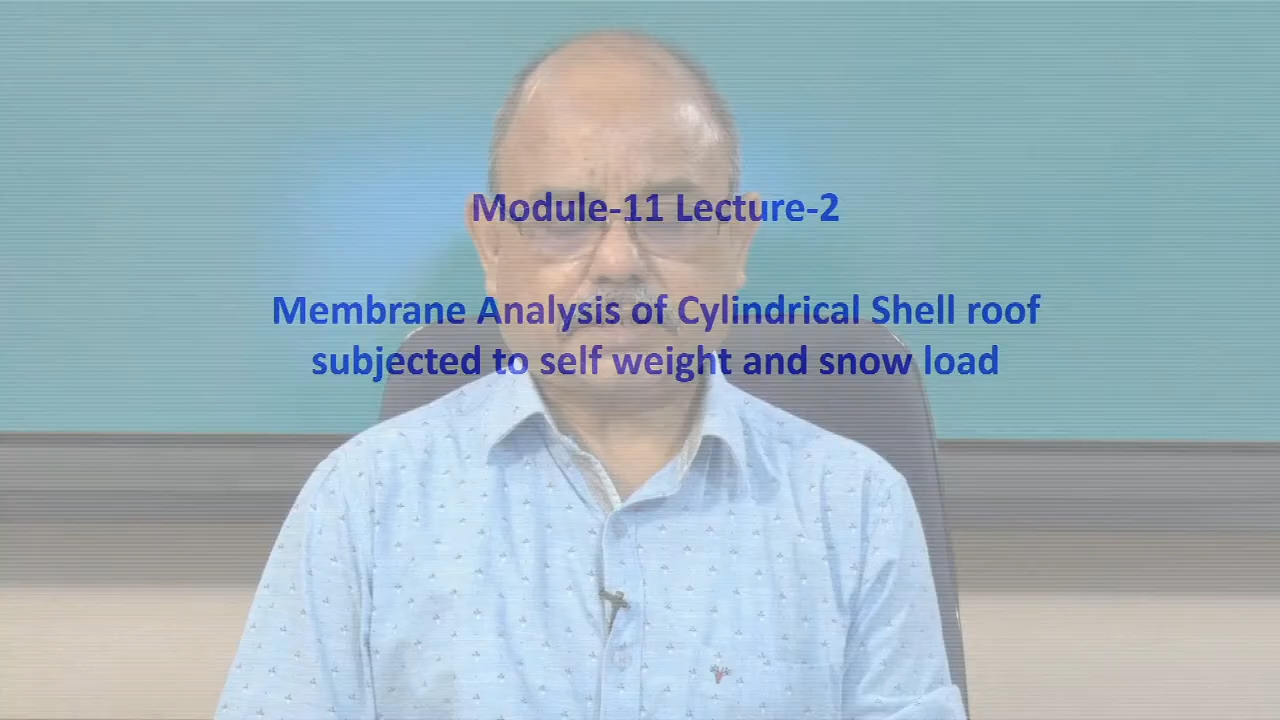 Module-11 Lecture-2
Membrane Analysis of Cylindrical Shell roof
subjected to self weight and snow load